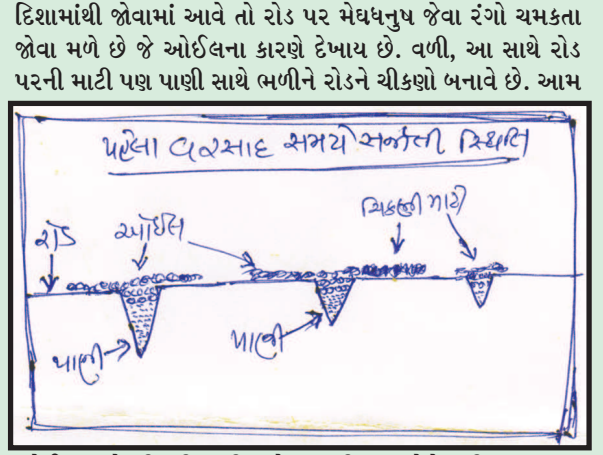 દિશામાંથી જોવામાં આવે તો રોડ પર મેઘધનુષ જેવા રંગો ચમકતા
જોવા મળે છે જે ઓઈલના કારણે દેખાય છે. વળી, આ સાથે રોડ
પરની માટી પણ પાણી સાથે ભળીને રોડને ચીકણો બનાવે છે. આમ
પહેલા વરસાદ સમયે સર્જાતી સ્થિતિ
રોડ ઓઈલ ચિકણી માટી
પાણી પાણી